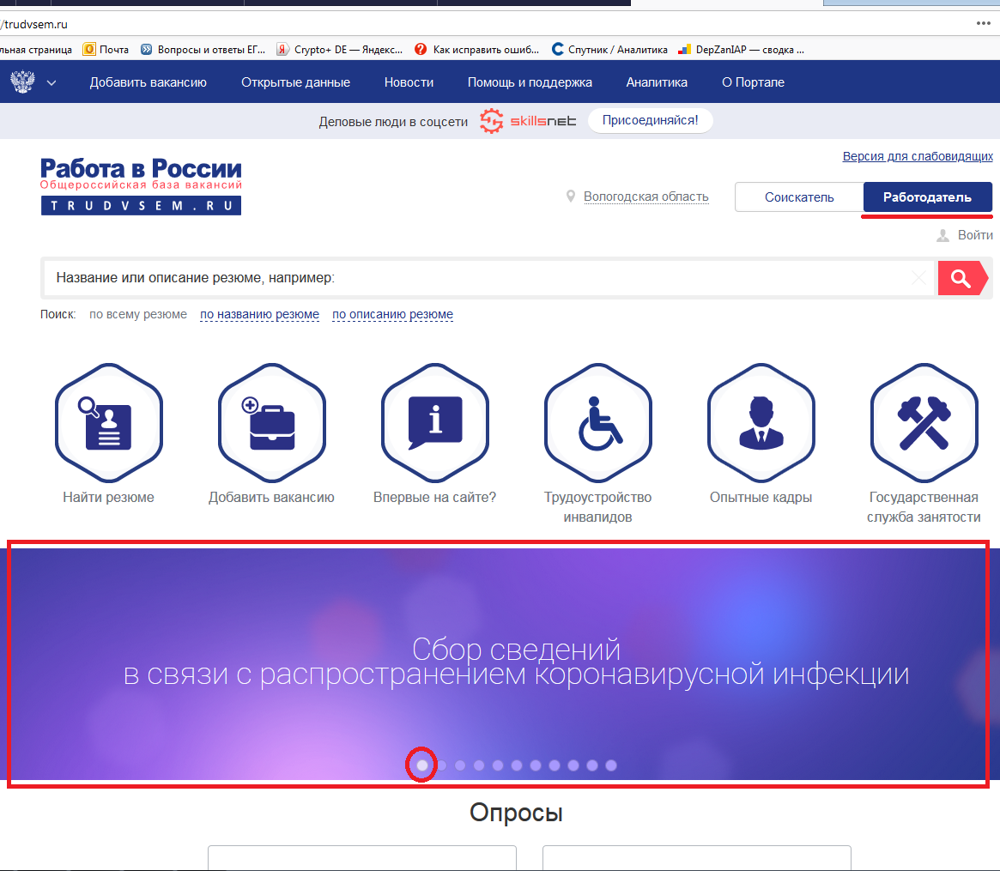 /trudvsem.ru
льная страница Почта Вопросы и ответы ЕГ... Crypto+ DE — Яндекс... Как исправить ошиб... Спутник / Аналитика DepZanIAP — сводка ...
Добавить вакансию Открытые данные Новости Помощь и поддержка Аналитика О Портале
Деловые люди в соцсети skillsnet Присоединяйся!
Версия для слабовидящих
Работа в России
Общероссийская база вакансий
TRUDVSEM.RU
Вологодская область Соискатель Работодатель
Войти
Название или описание резюме, например:
Поиск: по всему резюме по названию резюме по описанию резюме
Найти резюме Добавить вакансию Впервые на сайте? Трудоустройство инвалидов Опытные кадры Государственная служба занятости
Сбор сведений
в связи с распространением коронавирусной инфекции
Опросы